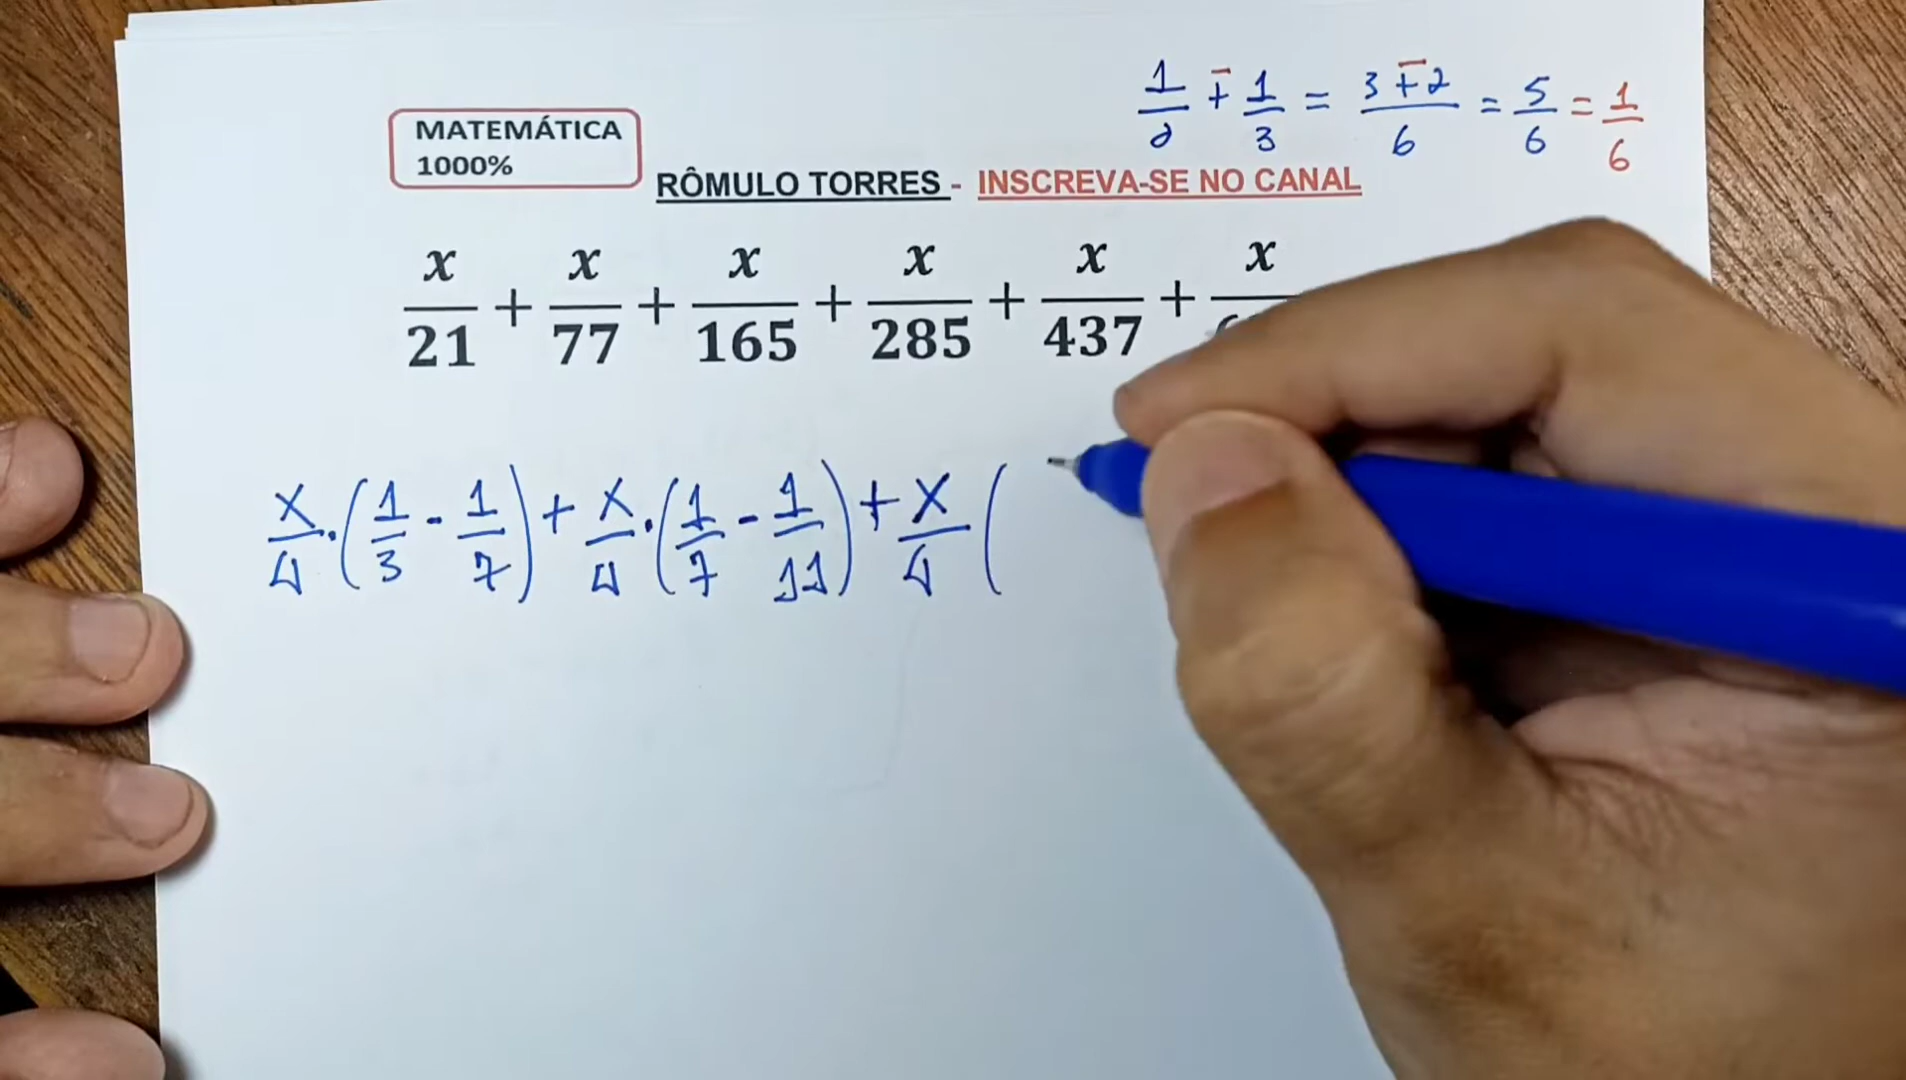 1/2 ∓ 1/3 = 3∓2/6 = 5/6 = 1/6
MATEMÁTICA
1000%
RÔMULO TORRES - INSCREVA-SE NO CANAL
x/21 + x/77 + x/165 + x/285 + x/437 + x/
x/4 · (1/3 - 1/7) + x/4 · (1/7 - 1/11) + x/4 (